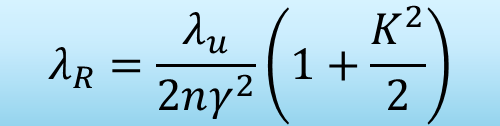 λ_R = λ_u / 2nγ² (1 + K² / 2)